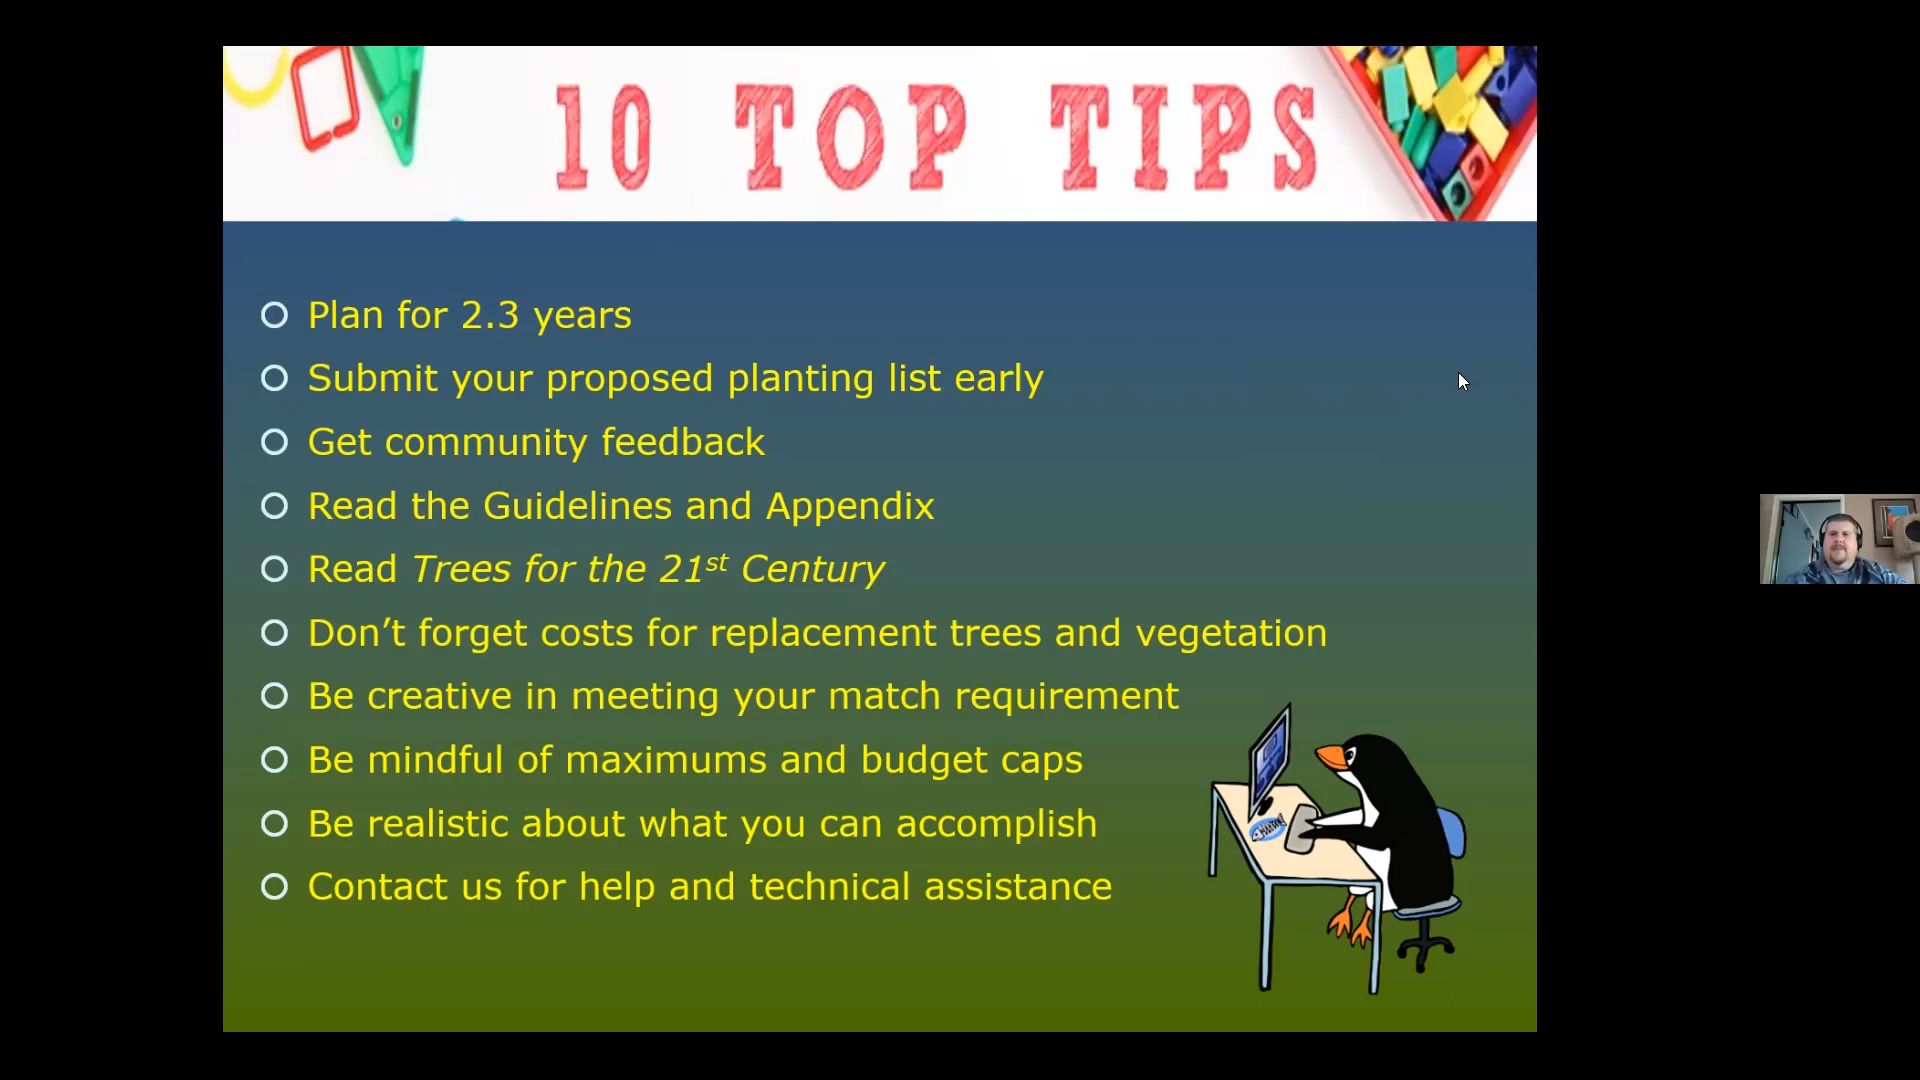 10 TOP TIPS
Plan for 2.3 years
Submit your proposed planting list early
Get community feedback
Read the Guidelines and Appendix
Read Trees for the 21st Century
Don’t forget costs for replacement trees and vegetation
Be creative in meeting your match requirement
Be mindful of maximums and budget caps
Be realistic about what you can accomplish
Contact us for help and technical assistance